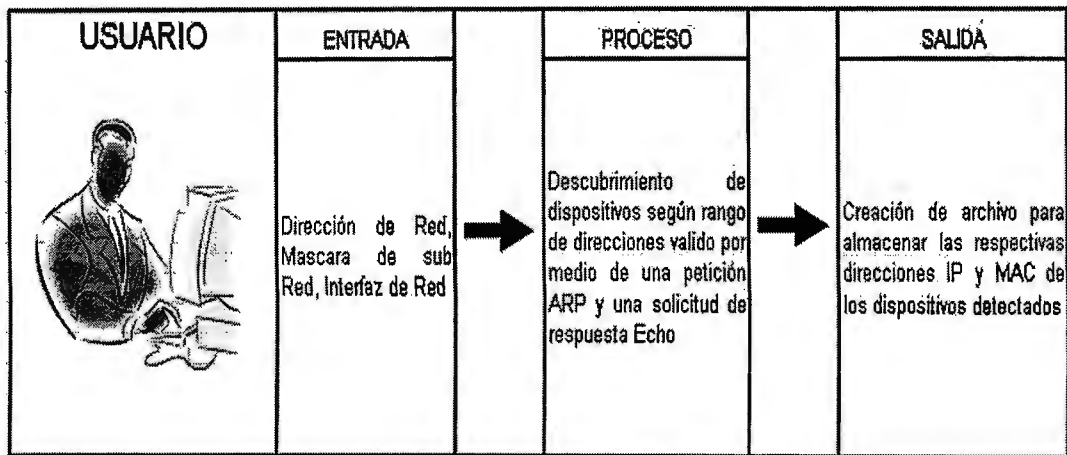 USUARIO
ENTRADA
PROCESO
SALIDA
Dirección de Red,
Mascara de sub
Red, Interfaz de Red
Descubrimiento de
dispositivos según rango
de direcciones valido por
medio de una petición
ARP y una solicitud de
respuesta Echo
Creación de archivo para
almacenar las respectivas
direcciones IP y MAC de
los dispositivos detectados